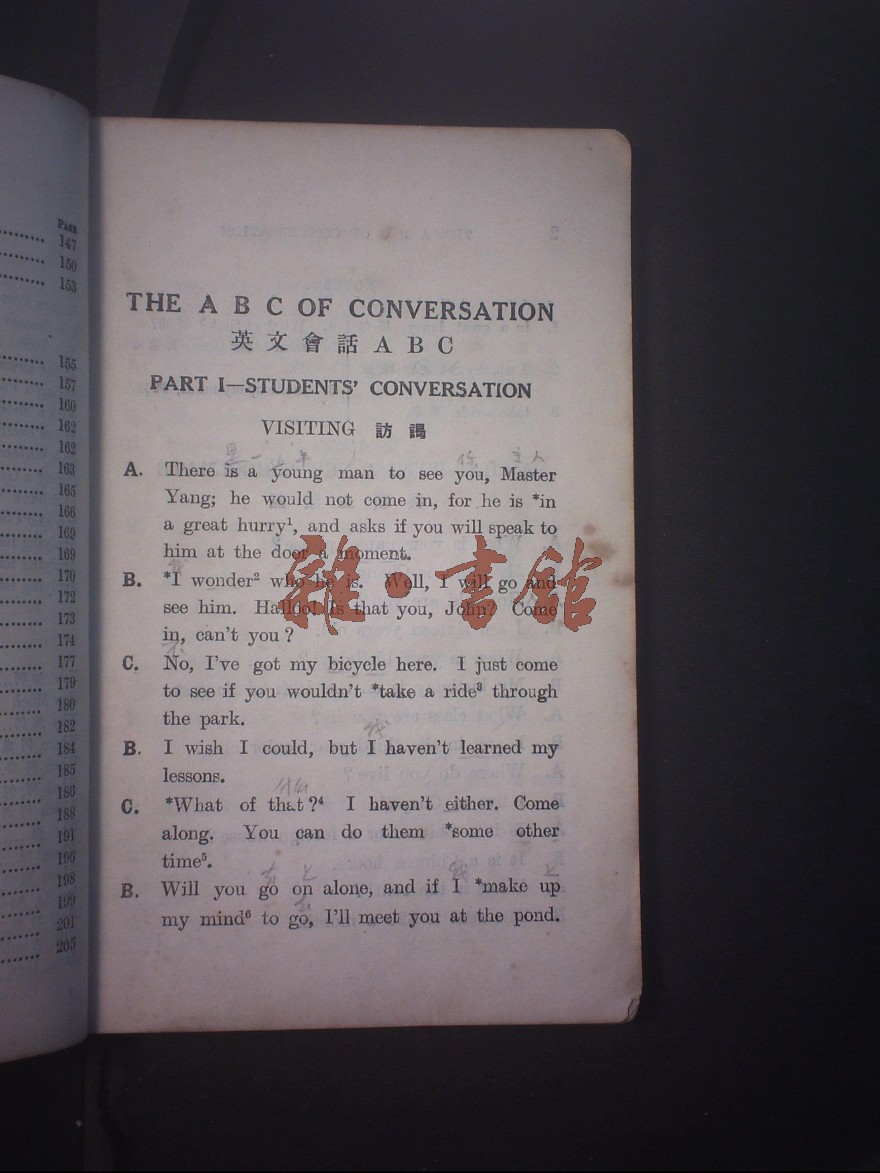 PAGE
147
150
153
155
157
160
162
162
163
165
166
169
169
170
172
173
174
177
179
180
182
184
185
186
188
191
196
198
199
201
205
THE A B C OF CONVERSATION
英文會話 A B C
PART I—STUDENTS' CONVERSATION
VISITING 訪謁
A. There is a young man to see you, Master
Yang; he would not come in, for he is *in
a great hurry¹, and asks if you will speak to
him at the door a moment.
B. *I wonder² who he is. Well, I will go and
see him. Halloo! Is that you, John? Come
in, can't you?
C. No, I've got my bicycle here. I just come
to see if you wouldn't *take a ride³ through
the park.
B. I wish I could, but I haven't learned my
lessons.
C. *What of that?⁴ I haven't either. Come
along. You can do them *some other
time⁵.
B. Will you go on alone, and if I *make up
my mind⁶ to go, I'll meet you at the pond.
雜·書館